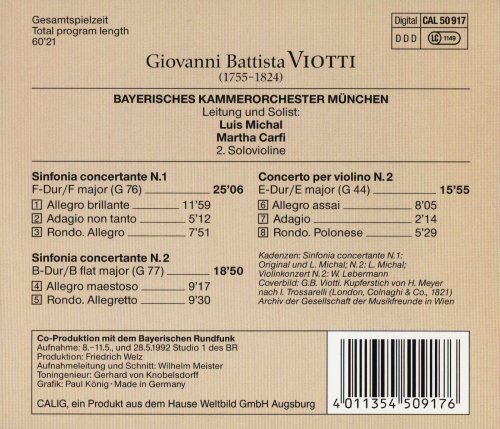 Gesamtspielzeit
Total program length
60'21
Digital CAL 50 917
D D D LC 1149
Giovanni Battista VIOTTI
(1755–1824)
BAYERISCHES KAMMERORCHESTER MÜNCHEN
Leitung und Solist:
Luis Michal
Martha Carfi
2. Solovioline
Sinfonia concertante N.1
F-Dur/F major (G 76) 25'06
1 Allegro brillante 11'59
2 Adagio non tanto 5'12
3 Rondo. Allegro 7'51
Sinfonia concertante N.2
B-Dur/B flat major (G 77) 18'50
4 Allegro maestoso 9'17
5 Rondo. Allegretto 9'30
Concerto per violino N.2
E-Dur/E major (G 44) 15'55
6 Allegro assai 8'05
7 Adagio 2'14
8 Rondo. Polonese 5'29
Kadenzen: Sinfonia concertante N.1:
Original und L. Michal; N.2: L. Michal;
Violinkonzert N.2: W. Lebermann
Coverbild: G.B. Viotti. Kupferstich von H. Meyer
nach I. Trossarelli (London, Colnaghi & Co., 1821)
Archiv der Gesellschaft der Musikfreunde in Wien
Co-Produktion mit dem Bayerischen Rundfunk
Aufnahme: 8.–11.5., und 28.5.1992 Studio 1 des BR
Produktion: Friedrich Welz
Aufnahmeleitung und Schnitt: Wilhelm Meister
Toningenieur: Gerhard von Knobelsdorff
Grafik: Paul König · Made in Germany
CALIG, ein Produkt aus dem Hause Weltbild GmbH Augsburg
4 011354 509176